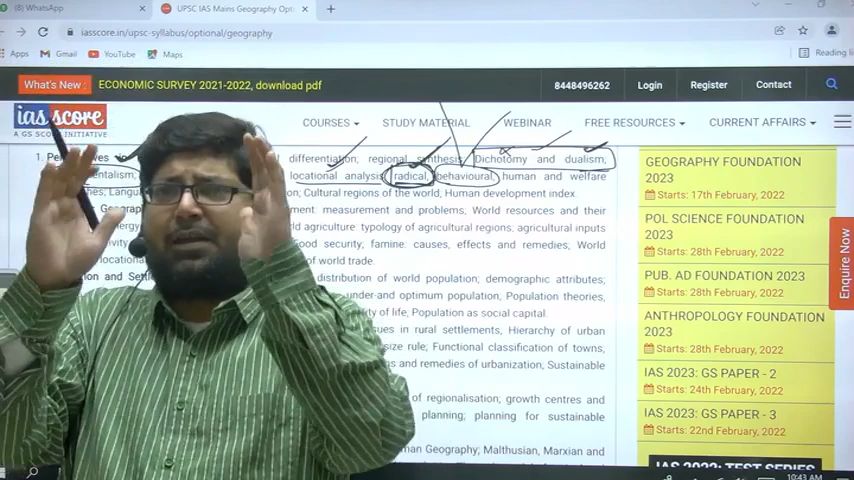 WhatsApp
UPSC IAS Mains Geography Opti
iasscore.in/upsc-syllabus/optional/geography
Apps
Gmail
YouTube
Maps
Reading li
What's New :
ECONOMIC SURVEY 2021-2022, download pdf
8448496262
Login
Register
Contact
ias score
A GS SCORE INITIATIVE
COURSES
STUDY MATERIAL
WEBINAR
FREE RESOURCES
CURRENT AFFAIRS
differentiation; regional synthesis; Dichotomy and dualism;
locational analysis; radical, behavioural, human and welfare
Cultural regions of the world; Human development index.
measurement and problems; World resources and their
agriculture: typology of agricultural regions; agricultural inputs
Food security; famine: causes, effects and remedies; World
of world trade.
distribution of world population; demographic attributes;
under-and optimum population; Population theories,
of life; Population as social capital.
in rural settlements, Hierarchy of urban
size rule; Functional classification of towns;
and remedies of urbanization; Sustainable
of regionalisation; growth centres and
planning; planning for sustainable
Geography; Malthusian, Marxian and
GEOGRAPHY FOUNDATION
2023
Starts: 17th February, 2022
POL SCIENCE FOUNDATION
2023
Starts: 28th February, 2022
PUB. AD FOUNDATION 2023
Starts: 28th February, 2022
ANTHROPOLOGY FOUNDATION
2023
Starts: 28th February, 2022
IAS 2023: GS PAPER - 2
Starts: 24th February, 2022
IAS 2023: GS PAPER - 3
Starts: 22nd February, 2022
IAS 2022: TEST SERIES
Enquire Now
10:43 AM